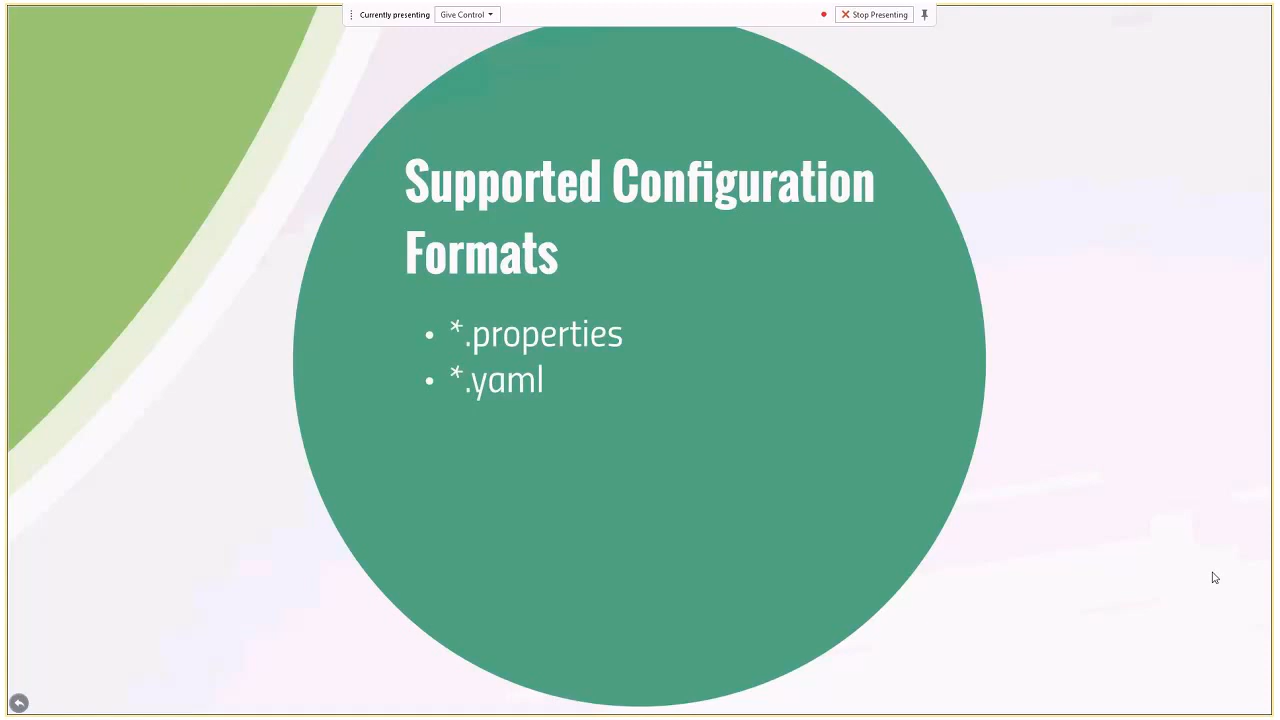 Currently presenting Give Control Stop Presenting
Supported Configuration
Formats
• *.properties
• *.yaml